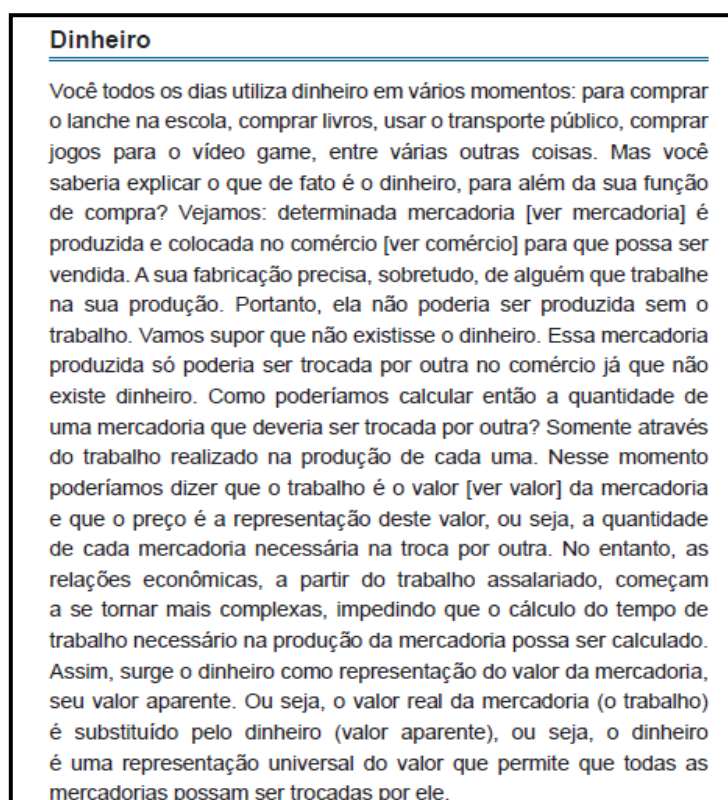 Dinheiro
Você todos os dias utiliza dinheiro em vários momentos: para comprar
o lanche na escola, comprar livros, usar o transporte público, comprar
jogos para o vídeo game, entre várias outras coisas. Mas você
saberia explicar o que de fato é o dinheiro, para além da sua função
de compra? Vejamos: determinada mercadoria [ver mercadoria] é
produzida e colocada no comércio [ver comércio] para que possa ser
vendida. A sua fabricação precisa, sobretudo, de alguém que trabalhe
na sua produção. Portanto, ela não poderia ser produzida sem o
trabalho. Vamos supor que não existisse o dinheiro. Essa mercadoria
produzida só poderia ser trocada por outra no comércio já que não
existe dinheiro. Como poderíamos calcular então a quantidade de
uma mercadoria que deveria ser trocada por outra? Somente através
do trabalho realizado na produção de cada uma. Nesse momento
poderíamos dizer que o trabalho é o valor [ver valor] da mercadoria
e que o preço é a representação deste valor, ou seja, a quantidade
de cada mercadoria necessária na troca por outra. No entanto, as
relações econômicas, a partir do trabalho assalariado, começam
a se tornar mais complexas, impedindo que o cálculo do tempo de
trabalho necessário na produção da mercadoria possa ser calculado.
Assim, surge o dinheiro como representação do valor da mercadoria,
seu valor aparente. Ou seja, o valor real da mercadoria (o trabalho)
é substituído pelo dinheiro (valor aparente), ou seja, o dinheiro
é uma representação universal do valor que permite que todas as
mercadorias possam ser trocadas por ele.